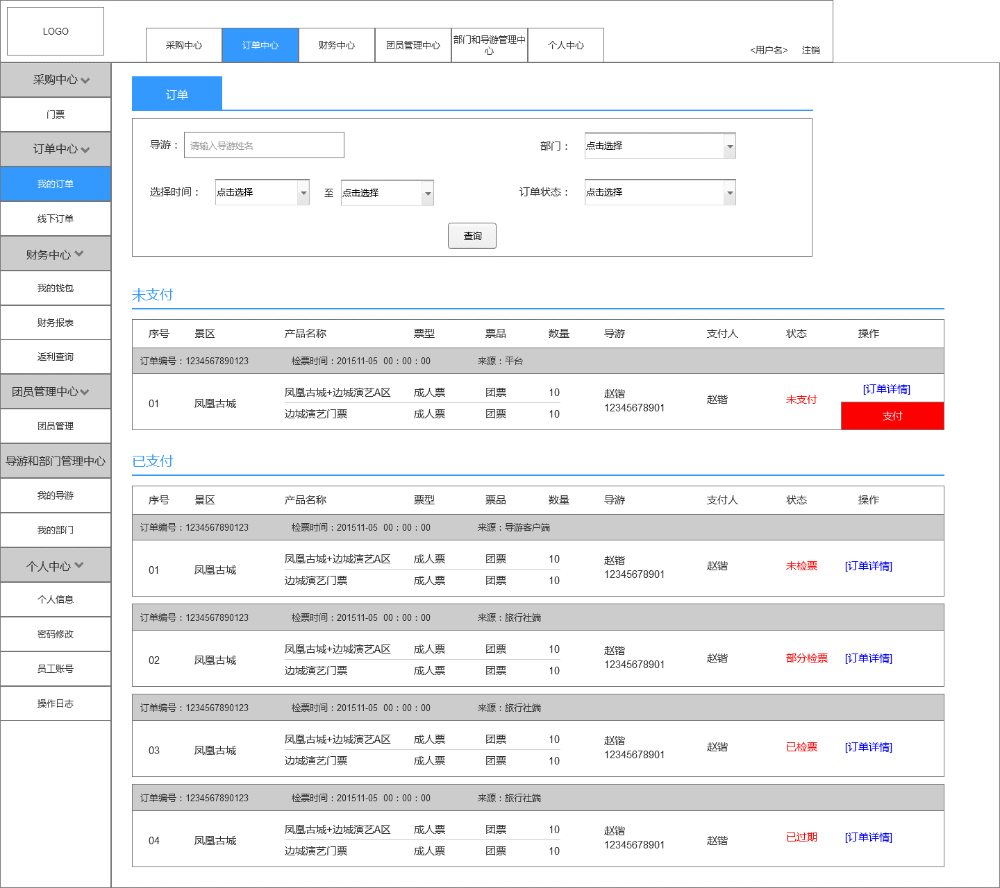 LOGO
采购中心
订单中心
财务中心
团员管理中心
部门和导游管理中
心
个人中心
<用户名>
注销
采购中心
门票
订单中心
我的订单
线下订单
财务中心
我的钱包
财务报表
返利查询
团员管理中心
团员管理
导游和部门管理中心
我的导游
我的部门
个人中心
个人信息
密码修改
员工账号
操作日志
订单
导游： 请输入导游姓名 部门： 点击选择
选择时间： 点击选择 至 点击选择 订单状态： 点击选择
查询
未支付
序号 景区 产品名称 票型 票品 数量 导游 支付人 状态 操作
订单编号：1234567890123 检票时间：201511-05 00：00：00 来源：平台
01 凤凰古城 凤凰古城+边城演艺A区 成人票 团票 10 赵锴 赵锴 未支付 [订单详情]
边城演艺门票 成人票 团票 10 12345678901 支付
已支付
序号 景区 产品名称 票型 票品 数量 导游 支付人 状态 操作
订单编号：1234567890123 检票时间：201511-05 00：00：00 来源：导游客户端
01 凤凰古城 凤凰古城+边城演艺A区 成人票 团票 10 赵锴 赵锴 未检票 [订单详情]
边城演艺门票 成人票 团票 10 12345678901
订单编号：1234567890123 检票时间：201511-05 00：00：00 来源：旅行社端
02 凤凰古城 凤凰古城+边城演艺A区 成人票 团票 10 赵锴 赵锴 部分检票 [订单详情]
边城演艺门票 成人票 团票 10 12345678901
订单编号：1234567890123 检票时间：201511-05 00：00：00 来源：旅行社端
03 凤凰古城 凤凰古城+边城演艺A区 成人票 团票 10 赵锴 赵锴 已检票 [订单详情]
边城演艺门票 成人票 团票 10 12345678901
订单编号：1234567890123 检票时间：201511-05 00：00：00 来源：旅行社端
04 凤凰古城 凤凰古城+边城演艺A区 成人票 团票 10 赵锴 赵锴 已过期 [订单详情]
边城演艺门票 成人票 团票 10 12345678901